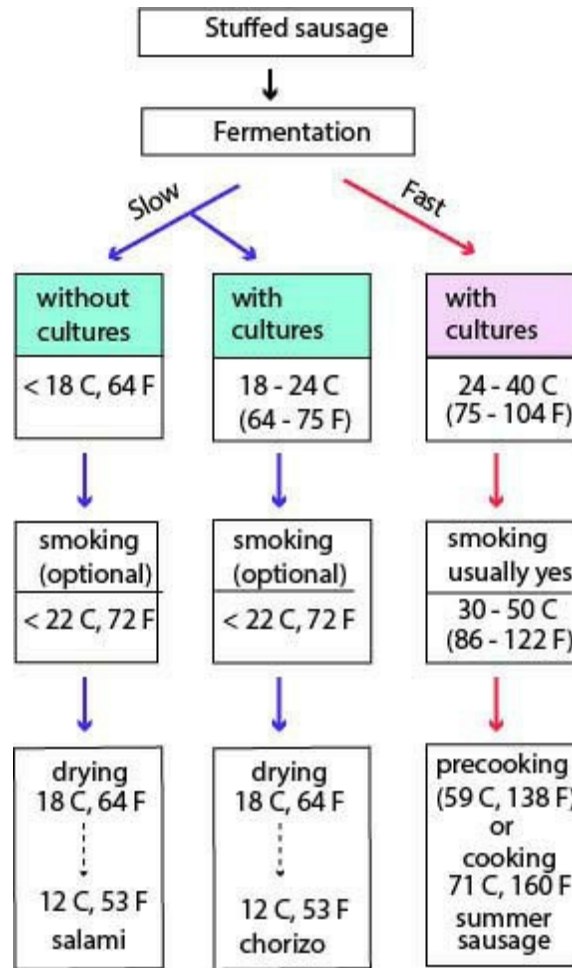 Stuffed sausage
Fermentation
Slow
Fast
without
cultures
< 18 C, 64 F
with
cultures
18 - 24 C
(64 - 75 F)
with
cultures
24 - 40 C
(75 - 104 F)
smoking
(optional)
< 22 C, 72 F
smoking
(optional)
< 22 C, 72 F
smoking
usually yes
30 - 50 C
(86 - 122 F)
drying
18 C, 64 F
12 C, 53 F
salami
drying
18 C, 64 F
12 C, 53 F
chorizo
precooking
(59 C, 138 F)
or
cooking
71 C, 160 F
summer
sausage